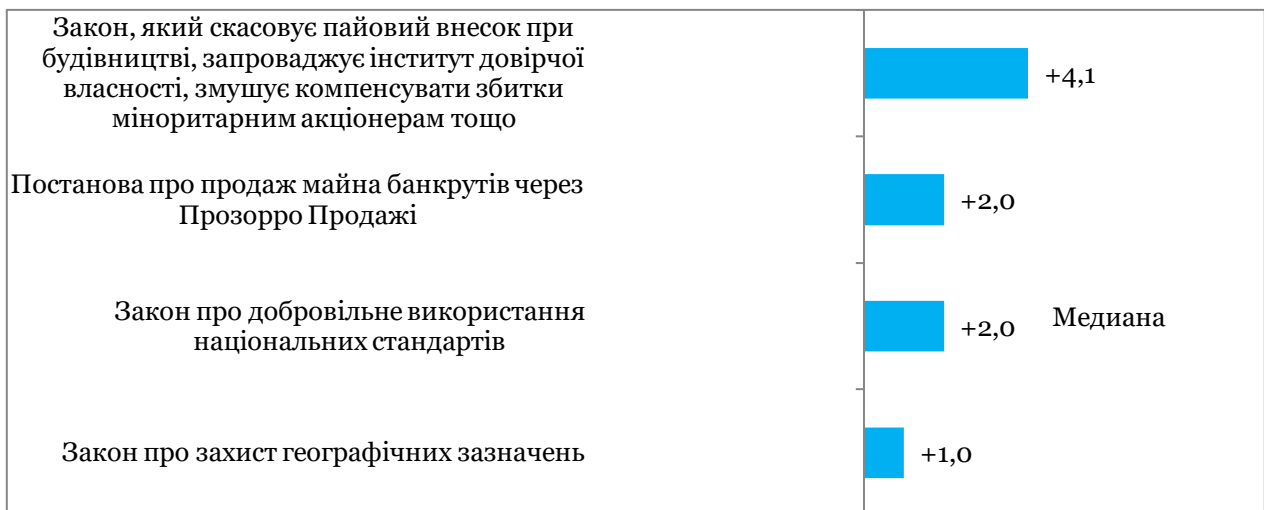 Закон, який скасовує пайовий внесок при
будівництві, запроваджує інститут довірчої
власності, змушує компенсувати збитки
міноритарним акціонерам тощо
+4,1
Постанова про продаж майна банкрутів через
Прозорро Продажі
+2,0
Закон про добровільне використання
національних стандартів
+2,0
Медиана
Закон про захист географічних зазначень
+1,0